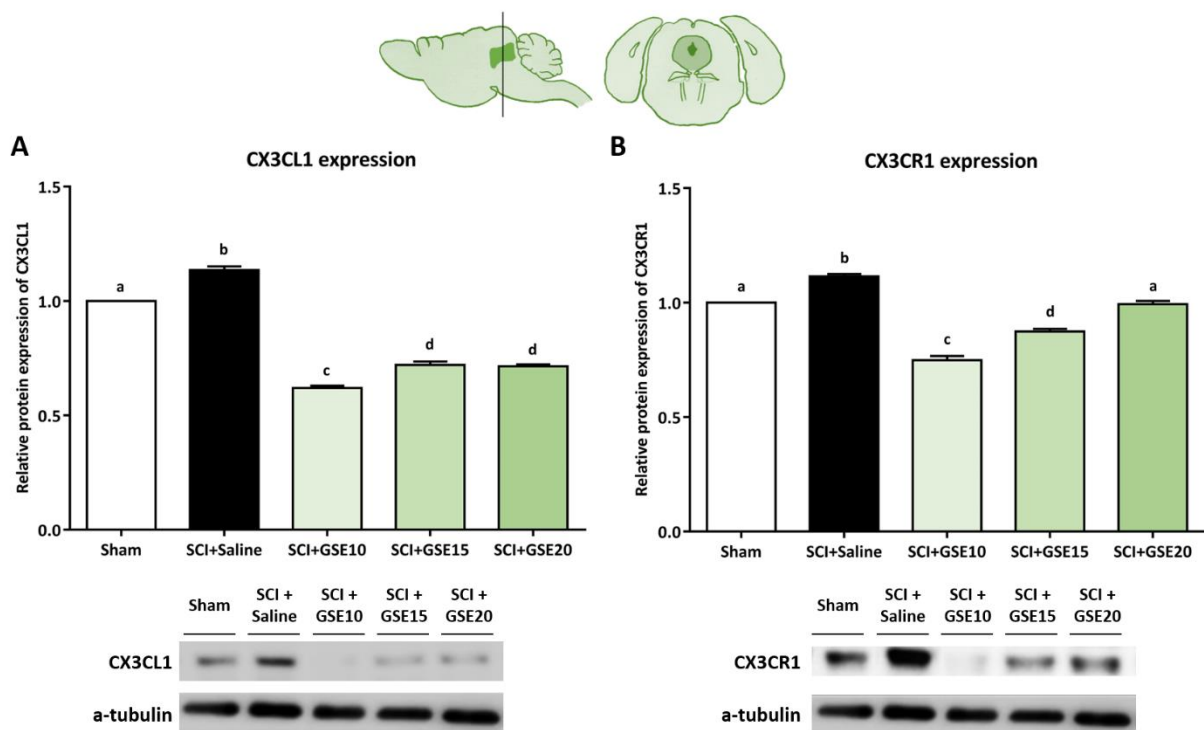 A
CX3CL1 expression
Relative protein expression of CX3CL1
1.5
1.0
0.5
0.0
a
b
c
d
d
Sham
SCI+Saline
SCI+GSE10
SCI+GSE15
SCI+GSE20
Sham
SCI +
Saline
SCI +
GSE10
SCI +
GSE15
SCI +
GSE20
CX3CL1
a-tubulin
B
CX3CR1 expression
Relative protein expression of CX3CR1
1.5
1.0
0.5
0.0
a
b
c
d
a
Sham
SCI+Saline
SCI+GSE10
SCI+GSE15
SCI+GSE20
Sham
SCI +
Saline
SCI +
GSE10
SCI +
GSE15
SCI +
GSE20
CX3CR1
a-tubulin